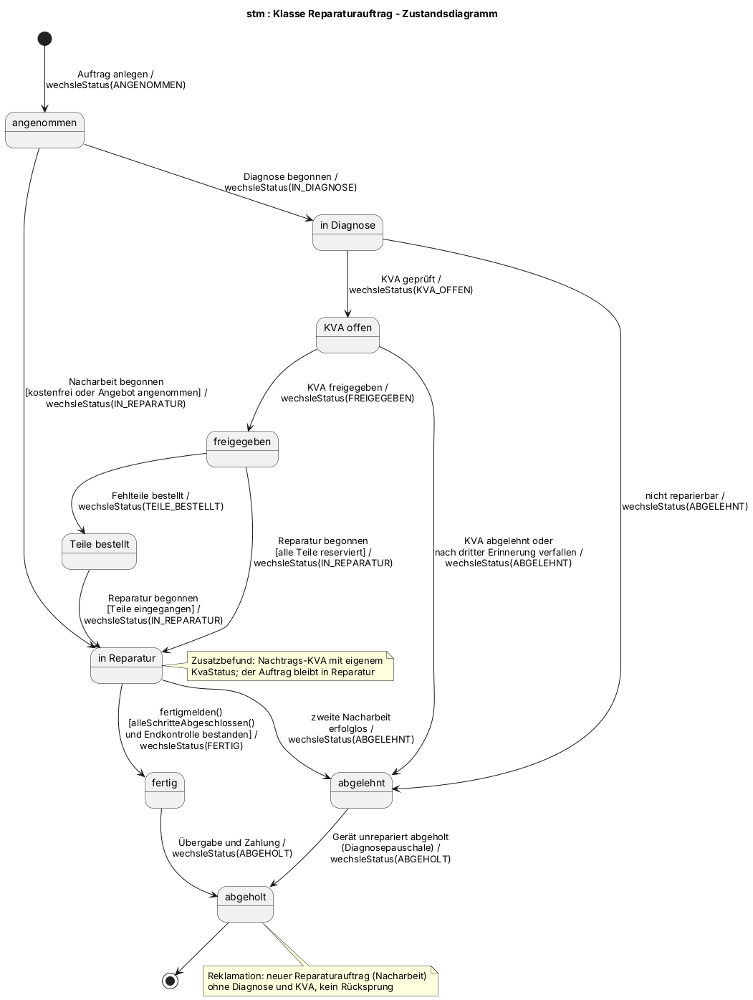 stm : Klasse Reparaturauftrag - Zustandsdiagramm
Auftrag anlegen /
wechsleStatus(ANGENOMMEN)
angenommen
Diagnose begonnen /
wechsleStatus(IN_DIAGNOSE)
in Diagnose
KVA geprüft /
wechsleStatus(KVA_OFFEN)
KVA offen
Nacharbeit begonnen
[kostenfrei oder Angebot angenommen] /
wechsleStatus(IN_REPARATUR)
KVA freigegeben /
wechsleStatus(FREIGEGEBEN)
freigegeben
Fehlteile bestellt /
wechsleStatus(TEILE_BESTELLT)
nicht reparierbar /
wechsleStatus(ABGELEHNT)
Teile bestellt
Reparatur begonnen
[alle Teile reserviert] /
wechsleStatus(IN_REPARATUR)
KVA abgelehnt oder
nach dritter Erinnerung verfallen /
wechsleStatus(ABGELEHNT)
Reparatur begonnen
[Teile eingegangen] /
wechsleStatus(IN_REPARATUR)
in Reparatur
Zusatzbefund: Nachtrags-KVA mit eigenem
KvaStatus; der Auftrag bleibt in Reparatur
fertigmelden()
[alleSchritteAbgeschlossen()
und Endkontrolle bestanden] /
wechsleStatus(FERTIG)
zweite Nacharbeit
erfolglos /
wechsleStatus(ABGELEHNT)
fertig
abgelehnt
Übergabe und Zahlung /
wechsleStatus(ABGEHOLT)
Gerät unrepariert abgeholt
(Diagnosepauschale) /
wechsleStatus(ABGEHOLT)
abgeholt
Reklamation: neuer Reparaturauftrag (Nacharbeit)
ohne Diagnose und KVA, kein Rücksprung